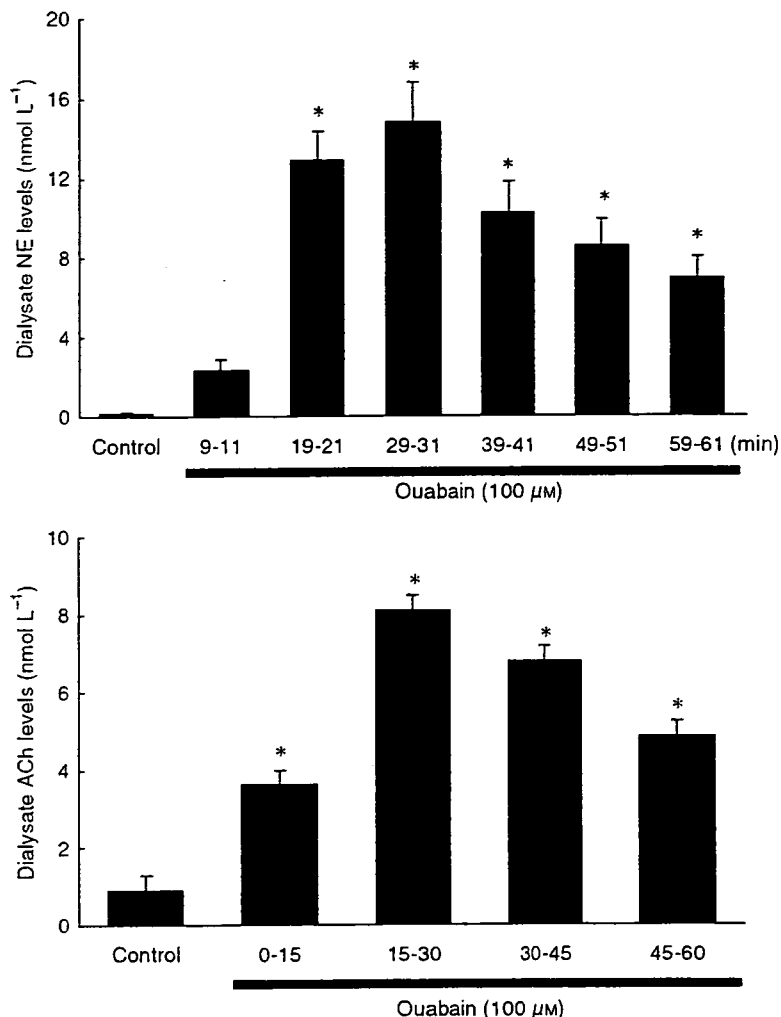 20
16
12
8
4
0
Dialysate NE levels (nmol L⁻¹)
* * * * *
Control 9-11 19-21 29-31 39-41 49-51 59-61 (min)
Ouabain (100 μM)
10
8
6
4
2
0
Dialysate ACh levels (nmol L⁻¹)
* * * *
Control 0-15 15-30 30-45 45-60
Ouabain (100 μM)